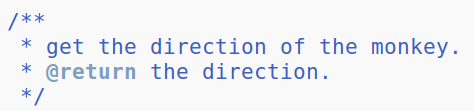 /**
 * get the direction of the monkey.
 * @return the direction.
 */